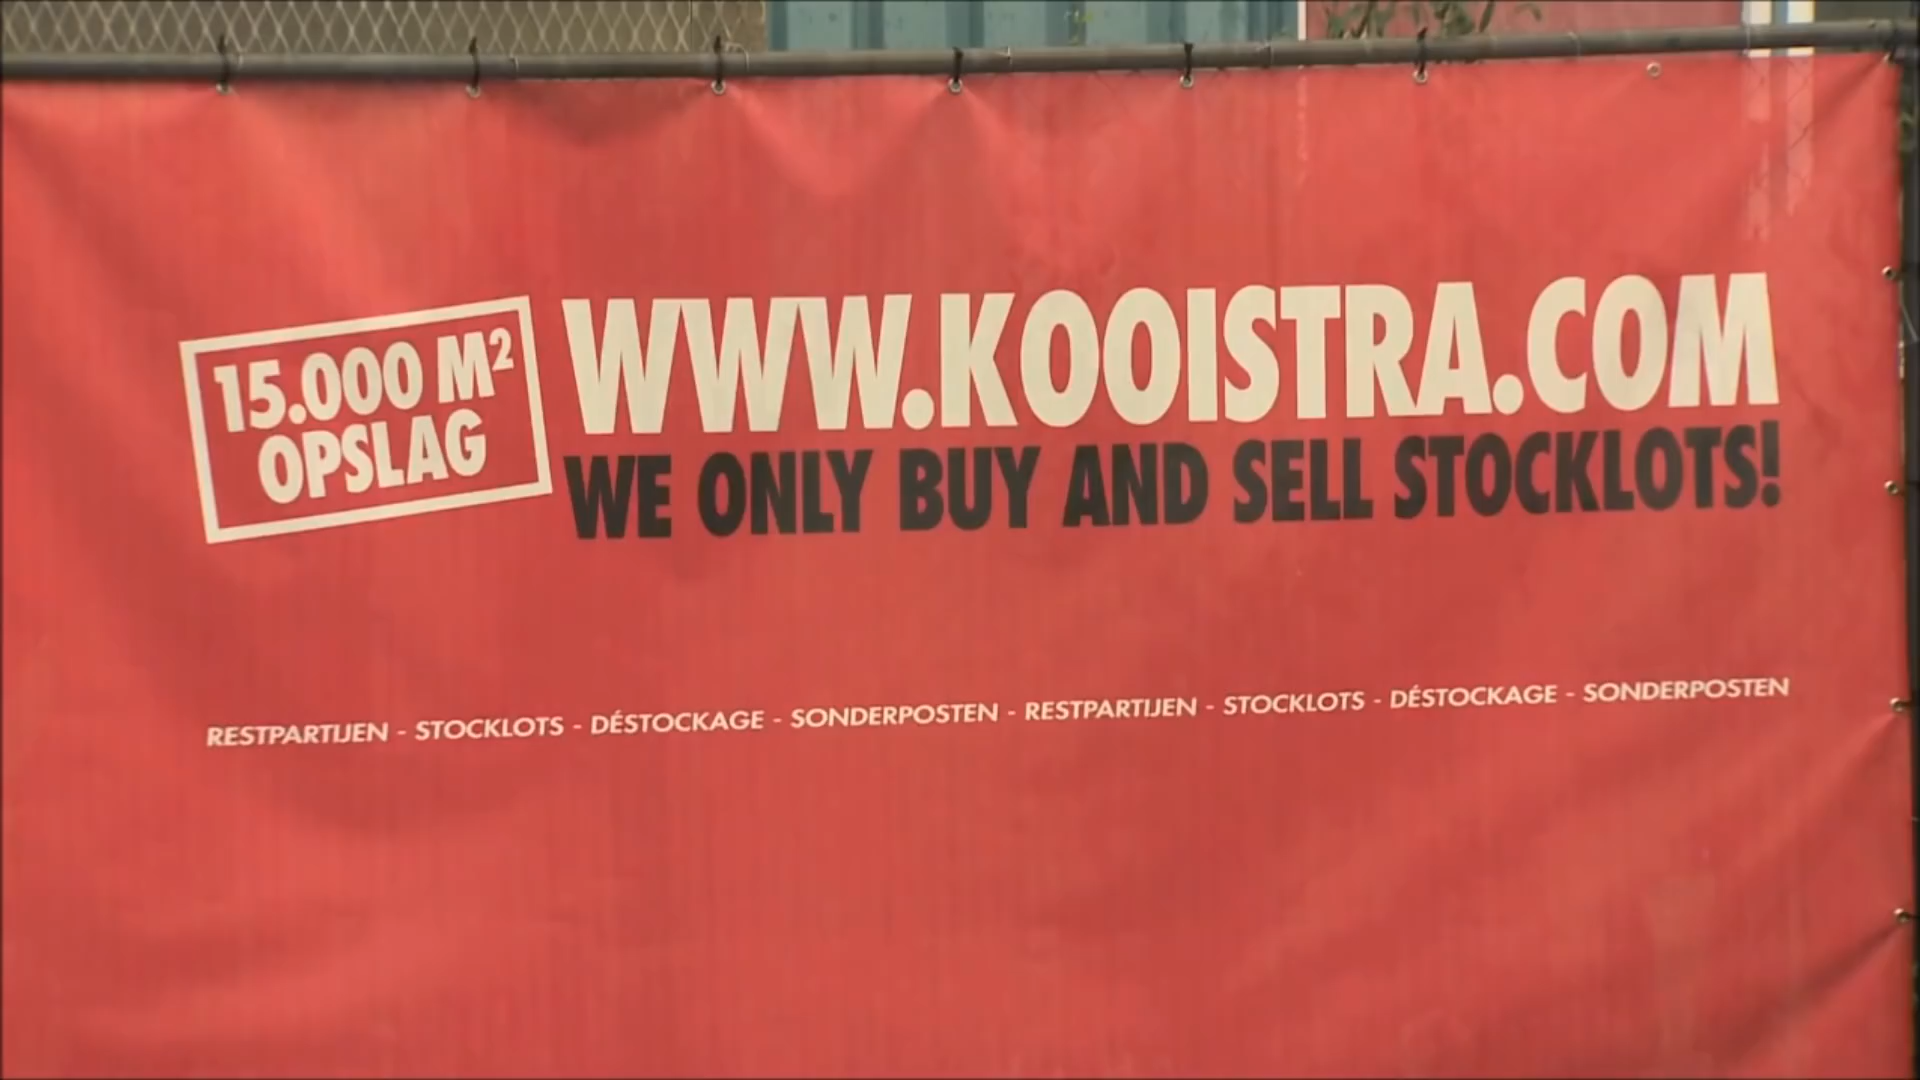 15.000 M²
OPSLAG
WWW.KOOISTRA.COM
WE ONLY BUY AND SELL STOCKLOTS!
RESTPARTIJEN - STOCKLOTS - DÉSTOCKAGE - SONDERPOSTEN - RESTPARTIJEN - STOCKLOTS - DÉSTOCKAGE - SONDERPOSTEN